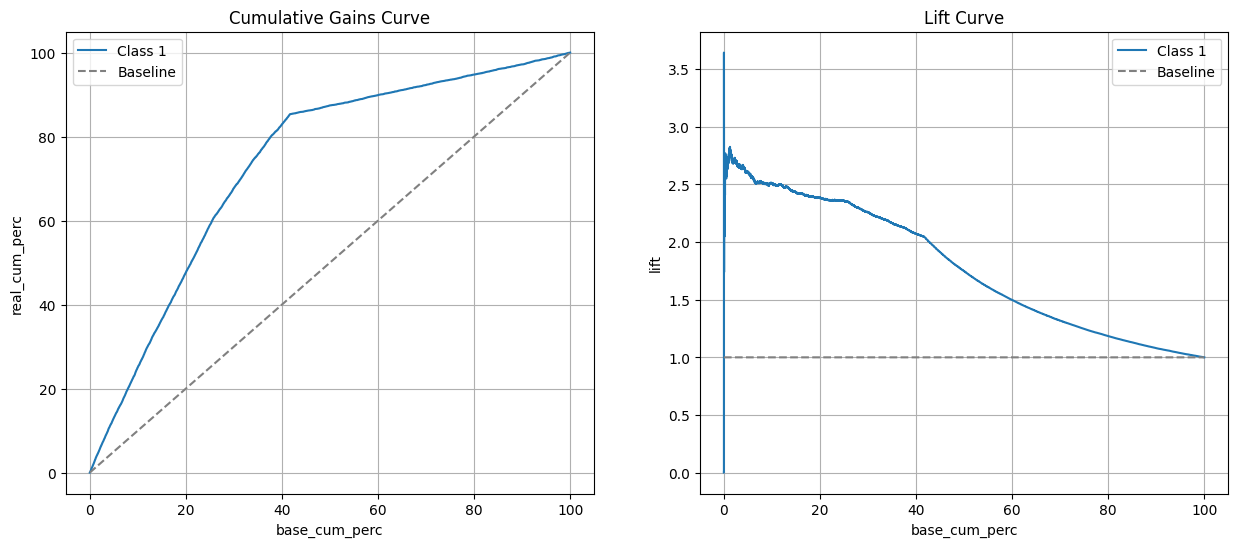 Cumulative Gains Curve
Class 1
Baseline
100
80
60
40
20
0
real_cum_perc
0 20 40 60 80 100
base_cum_perc
Lift Curve
Class 1
Baseline
3.5
3.0
2.5
2.0
1.5
1.0
0.5
0.0
lift
0 20 40 60 80 100
base_cum_perc